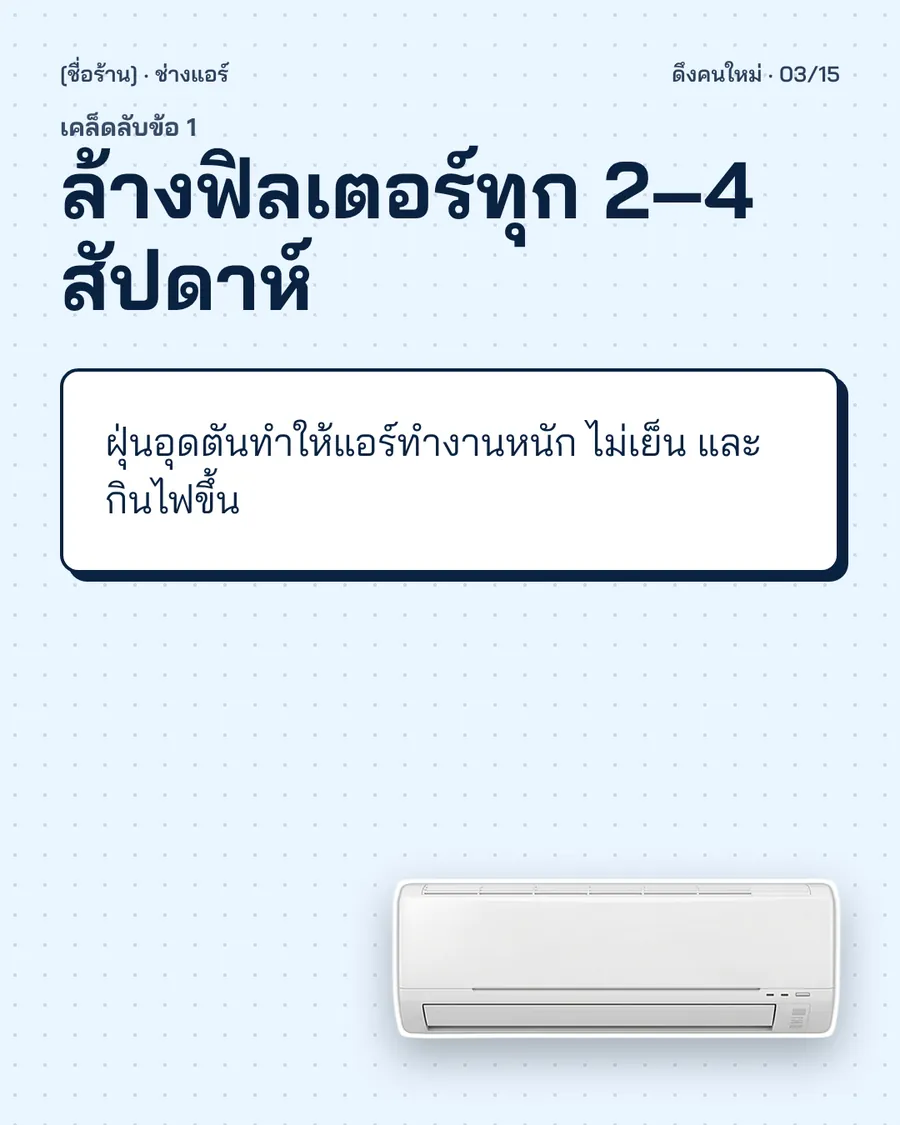 [ชื่อร้าน] · ช่างแอร์
ดึงคนใหม่ · 03/15
เคล็ดลับข้อ 1
ล้างฟิลเตอร์ทุก 2–4
สัปดาห์
ฝุ่นอุดตันทำให้แอร์ทำงานหนัก ไม่เย็น และ
กินไฟขึ้น